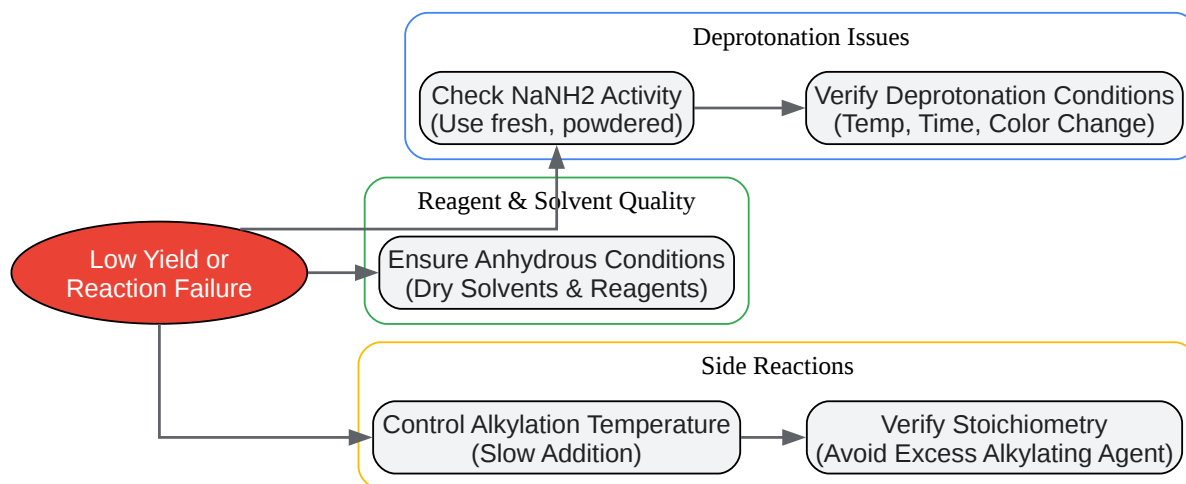 Deprotonation Issues
Check NaNH2 Activity
(Use fresh, powdered)
Verify Deprotonation Conditions
(Temp, Time, Color Change)
Reagent & Solvent Quality
Low Yield or
Reaction Failure
Ensure Anhydrous Conditions
(Dry Solvents & Reagents)
Side Reactions
Control Alkylation Temperature
(Slow Addition)
Verify Stoichiometry
(Avoid Excess Alkylating Agent)